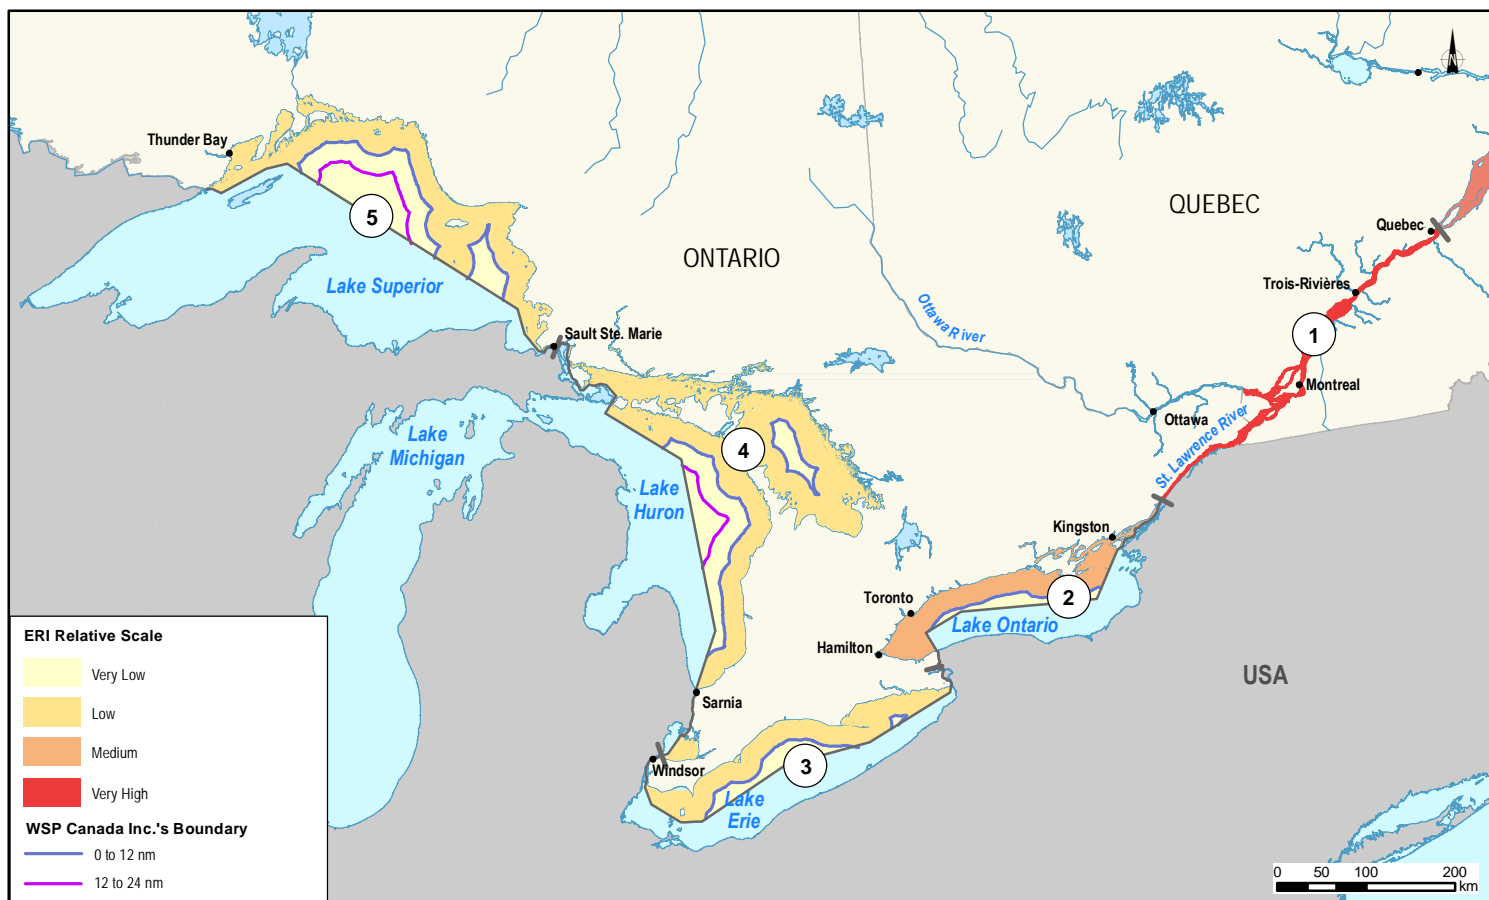 N
Thunder Bay
QUEBEC
5
Quebec
ONTARIO
Lake Superior
Trois-Rivières
Ottawa River
1
Sault Ste. Marie
Montreal
Ottawa
St. Lawrence River
Lake
Michigan
4
Lake
Huron
Kingston
Toronto
2
Lake Ontario
Hamilton
USA
Sarnia
Windsor
3
Lake
Erie
ERI Relative Scale
Very Low
Low
Medium
Very High
WSP Canada Inc.'s Boundary
0 to 12 nm
12 to 24 nm
0 50 100 200
km